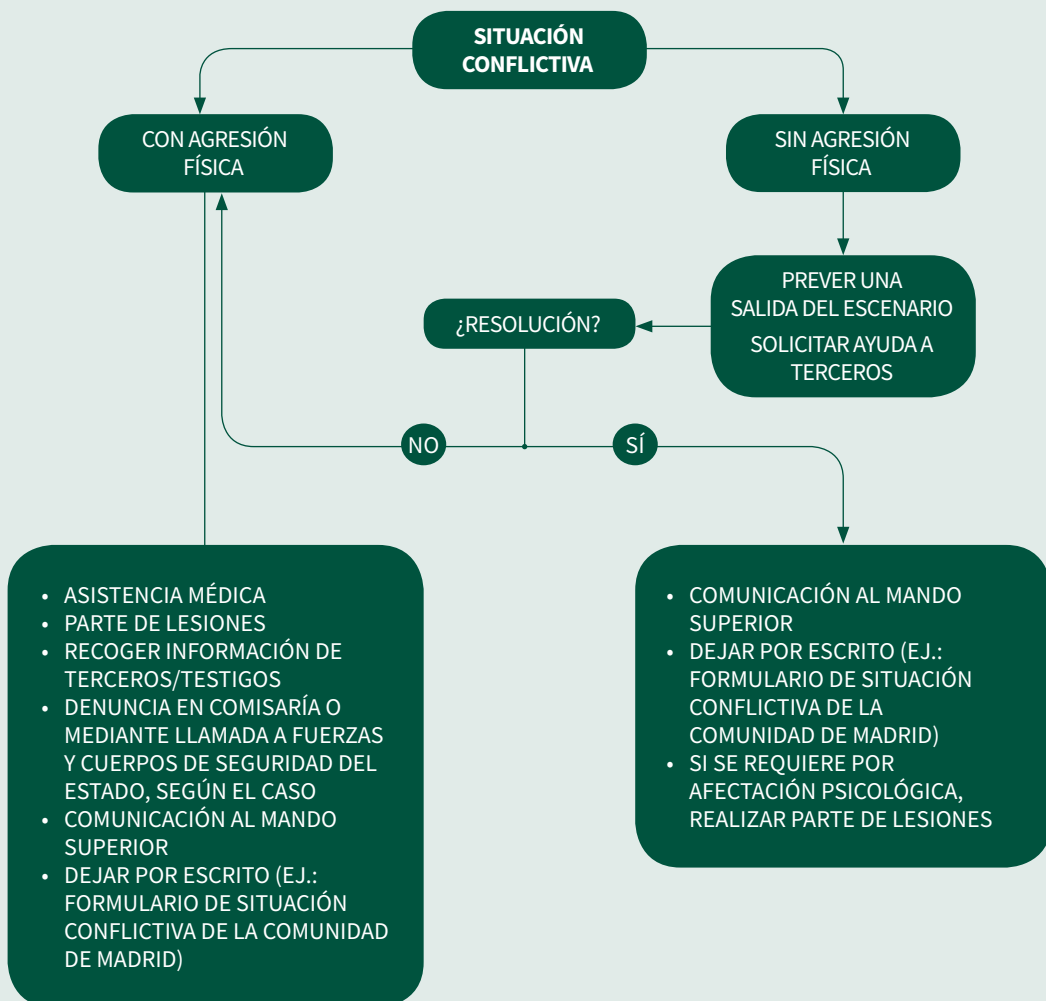 SITUACIÓN
CONFLICTIVA
CON AGRESIÓN
FÍSICA
SIN AGRESIÓN
FÍSICA
PREVER UNA
SALIDA DEL ESCENARIO
SOLICITAR AYUDA A
TERCEROS
¿RESOLUCIÓN?
NO
SÍ
• ASISTENCIA MÉDICA
• PARTE DE LESIONES
• RECOGER INFORMACIÓN DE
TERCEROS/TESTIGOS
• DENUNCIA EN COMISARÍA O
MEDIANTE LLAMADA A FUERZAS
Y CUERPOS DE SEGURIDAD DEL
ESTADO, SEGÚN EL CASO
• COMUNICACIÓN AL MANDO
SUPERIOR
• DEJAR POR ESCRITO (EJ.:
FORMULARIO DE SITUACIÓN
CONFLICTIVA DE LA COMUNIDAD
DE MADRID)
• COMUNICACIÓN AL MANDO
SUPERIOR
• DEJAR POR ESCRITO (EJ.:
FORMULARIO DE SITUACIÓN
CONFLICTIVA DE LA
COMUNIDAD DE MADRID)
• SI SE REQUIERE POR
AFECTACIÓN PSICOLÓGICA,
REALIZAR PARTE DE LESIONES